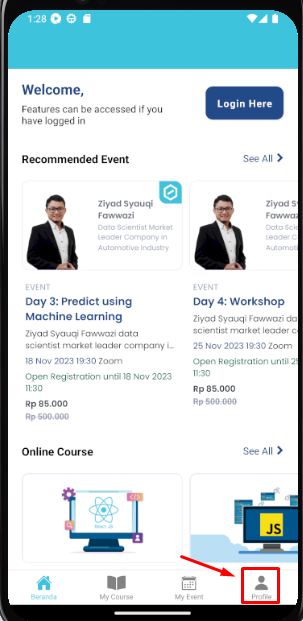 1:28
Welcome,
Login Here
Features can be accessed if you
have logged in
Recommended Event
See All
Ziyad Syauqi
Fawwazi
Data Scientist Market
Leader Company in
Automotive Industry
Ziyad S
Fawwaz
Data Scie
Leader C
Automoti
EVENT
Day 3: Predict using
Machine Learning
Ziyad Syauqi Fawwazi data
scientist market leader company i...
18 Nov 2023 19:30 Zoom
Open Registration until 18 Nov 2023
11:30
Rp 85.000
Rp 500.000
EVENT
Day 4: Workshop
Ziyad Syauqi Fawwazi da
scientist market leader c
25 Nov 2023 19:30 Zoom
Open Registration until 25
11:30
Rp 85.000
Rp 500.000
Online Course
See All
React JS
JS
Beranda
My Course
My Event
Profile